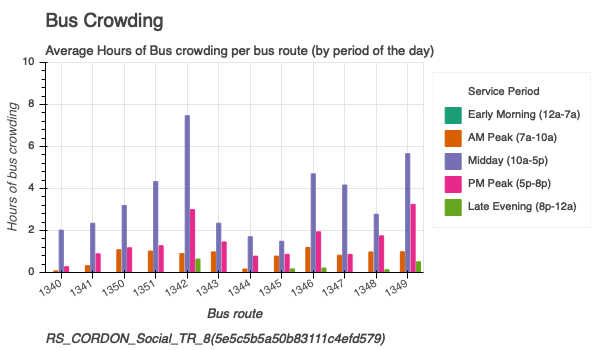 Bus Crowding
Average Hours of Bus crowding per bus route (by period of the day)
10
8
6
4
2
0
Hours of bus crowding
1340
1341
1350
1351
1342
1343
1344
1345
1346
1347
1348
1349
Bus route
Service Period
Early Morning (12a-7a)
AM Peak (7a-10a)
Midday (10a-5p)
PM Peak (5p-8p)
Late Evening (8p-12a)
RS_CORDON_Social_TR_8(5e5c5b5a50b83111c4efd579)